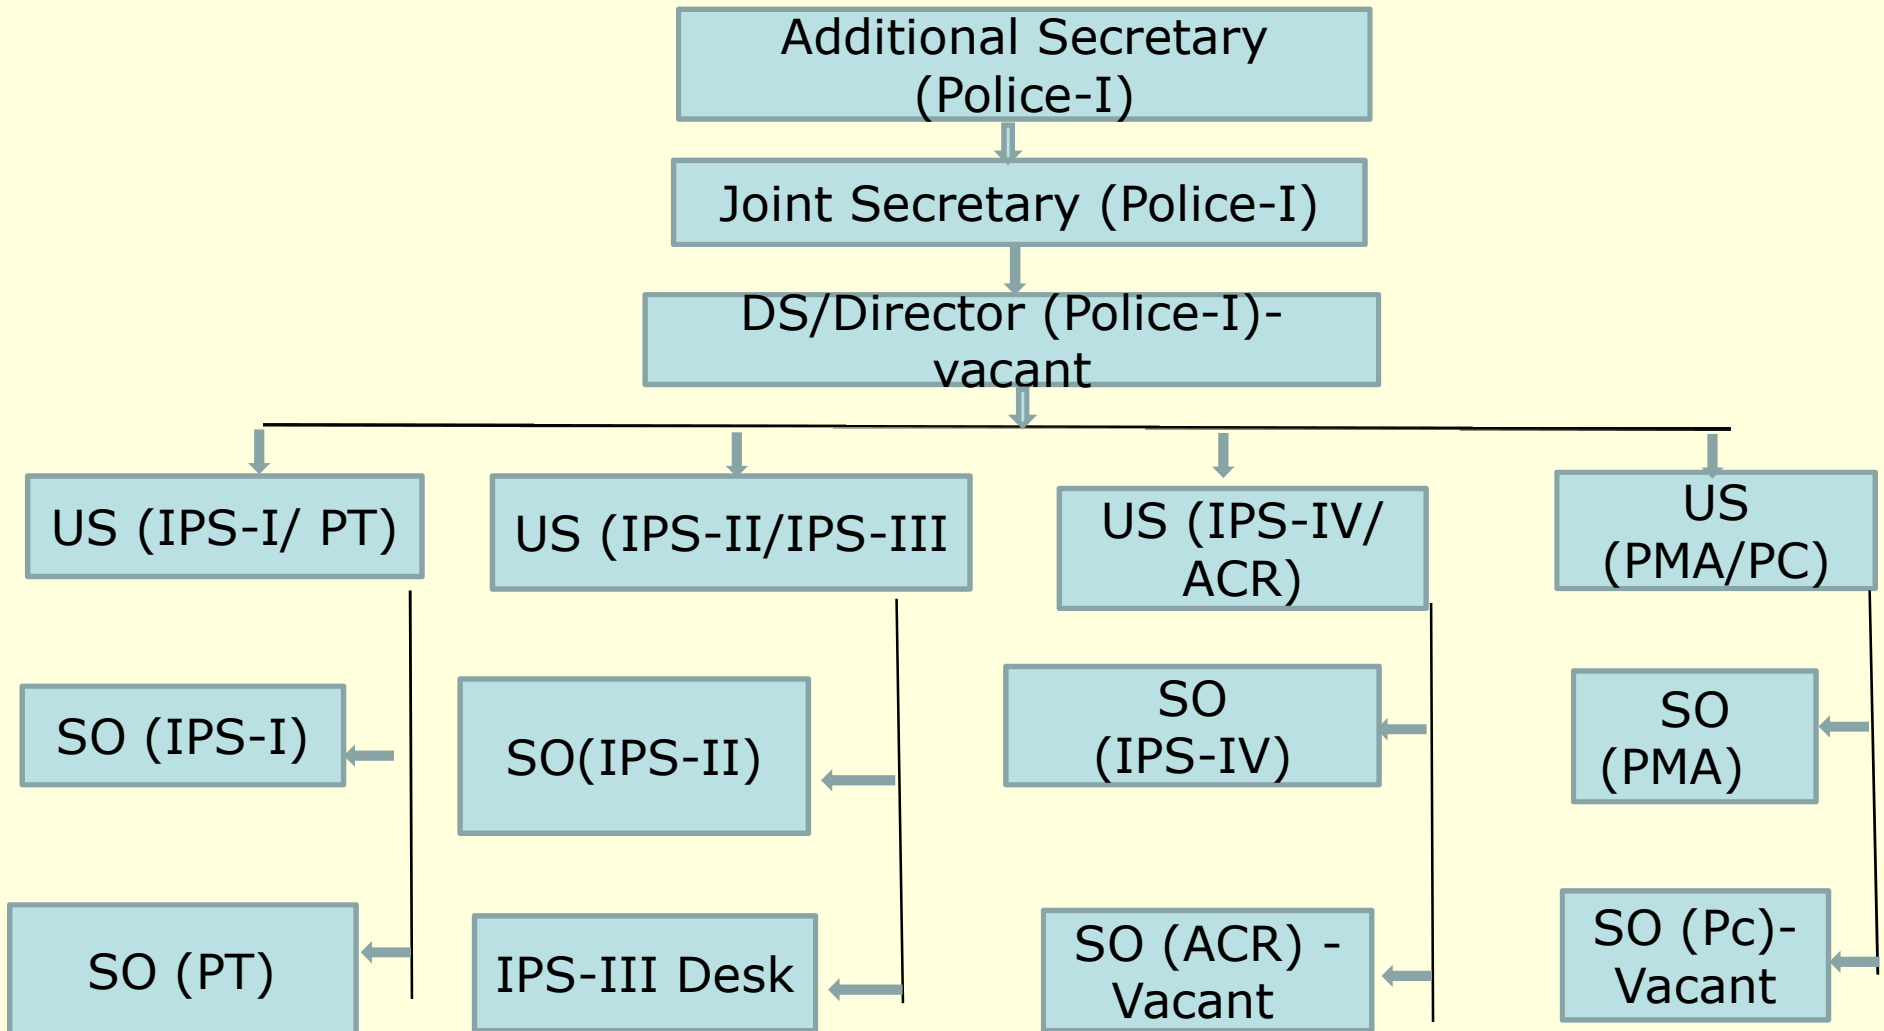 Additional Secretary
(Police-I)
Joint Secretary (Police-I)
DS/Director (Police-I)-
vacant
US (IPS-I/ PT)
US (IPS-II/IPS-III
US (IPS-IV/
ACR)
US
(PMA/PC)
SO (IPS-I)
SO(IPS-II)
SO
(IPS-IV)
SO
(PMA)
SO (PT)
IPS-III Desk
SO (ACR) -
Vacant
SO (Pc)-
Vacant